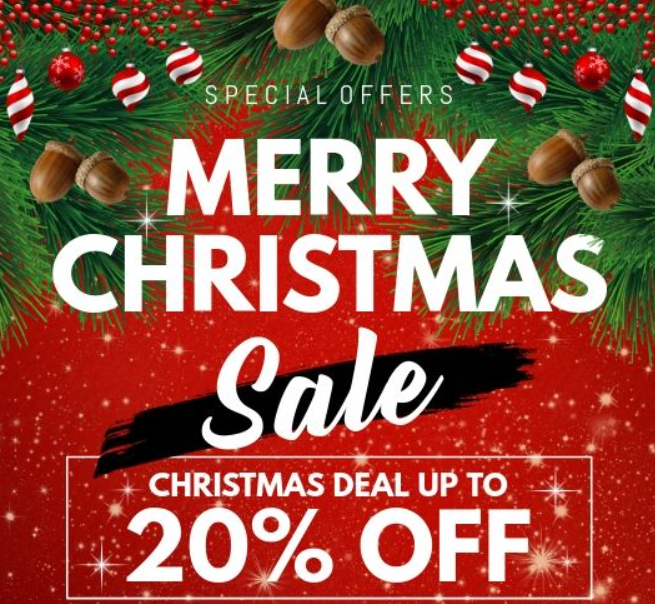 SPECIAL OFFERS
MERRY
CHRISTMAS
Sale
CHRISTMAS DEAL UP TO
20% OFF